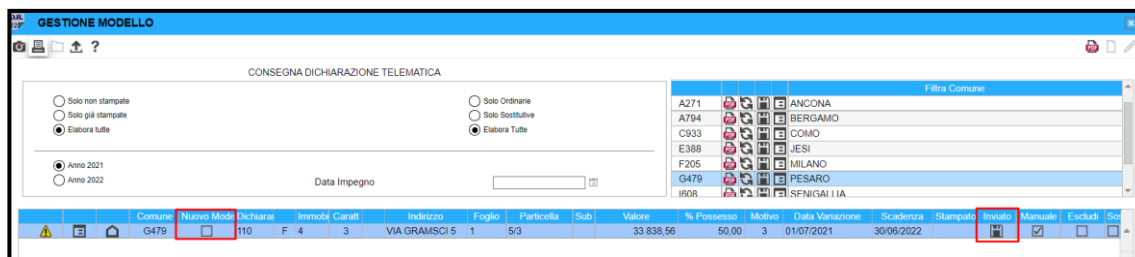 GESTIONE MODELLO
?
CONSEGNA DICHIARAZIONE TELEMATICA
Solo non stampate
Solo già stampate
Elabora tutte
Solo Ordinarie
Solo Sostitutive
Elabora Tutte
Anno 2021
Anno 2022
Data Impegno
Filtra Comune
A271 ANCONA
A794 BERGAMO
C933 COMO
E388 JESI
F205 MILANO
G479 PESARO
I608 SENIGALLIA
Comune Nuovo Mode Dichiara Immobi Caratt Indirizzo Foglio Particella Sub Valore % Possesso Motivo Data Variazione Scadenza Stampato Inviato Manuale Escludi Sos
G479 110 F 4 3 VIA GRAMSCI 5 1 5/3 33.838,56 50,00 3 01/07/2021 30/06/2022